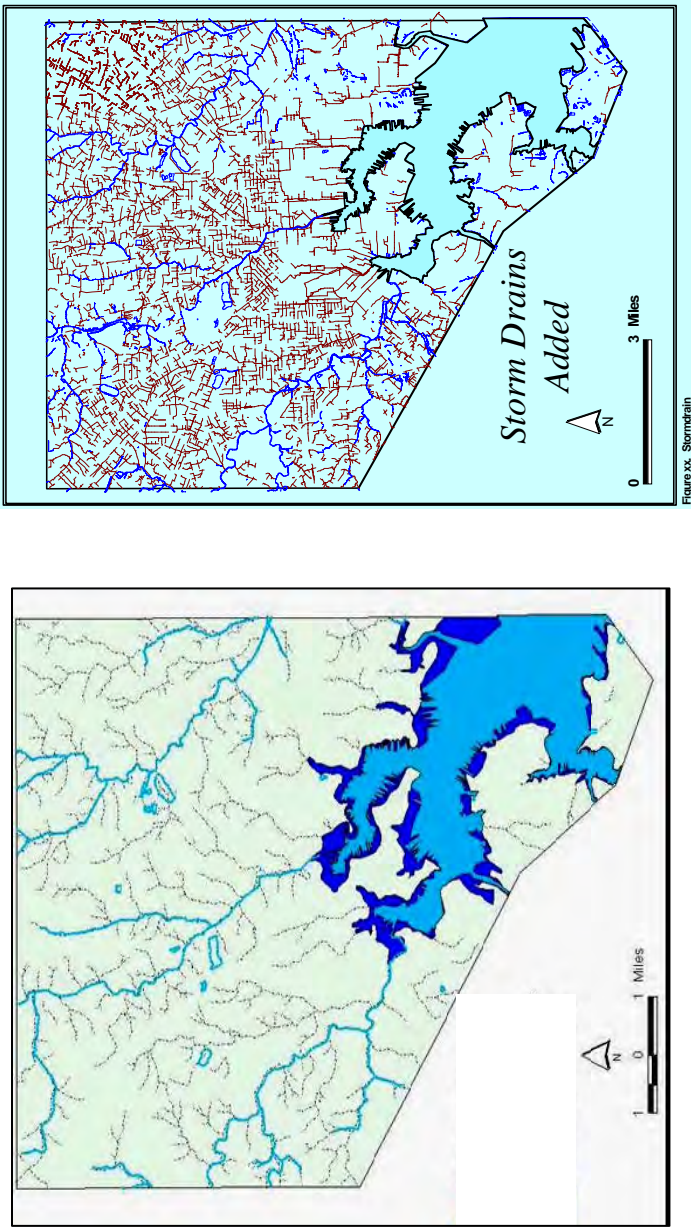 Storm Drains
Added
N
0 3 Miles
Figure xx. Stormdrain
N
1 0 1 Miles